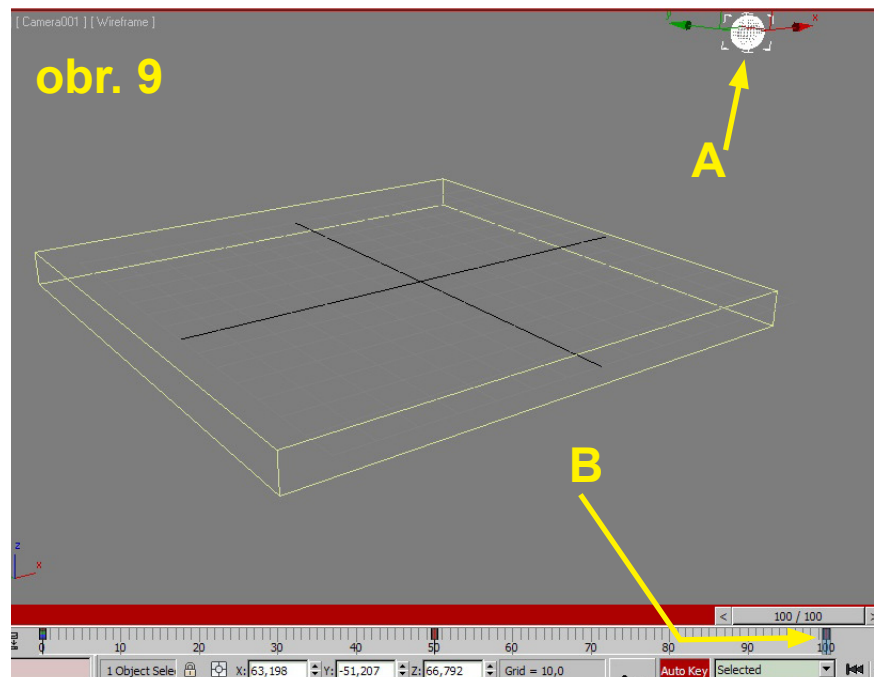 [ Camera001 ] [ Wireframe ]
y
x
obr. 9
A
B
z
x
< 100 / 100 >
0 10 20 30 40 50 60 70 80 90 100
1 Object Sele X: 63,198 Y: -51,207 Z: 66,792 Grid = 10,0 Auto Key Selected